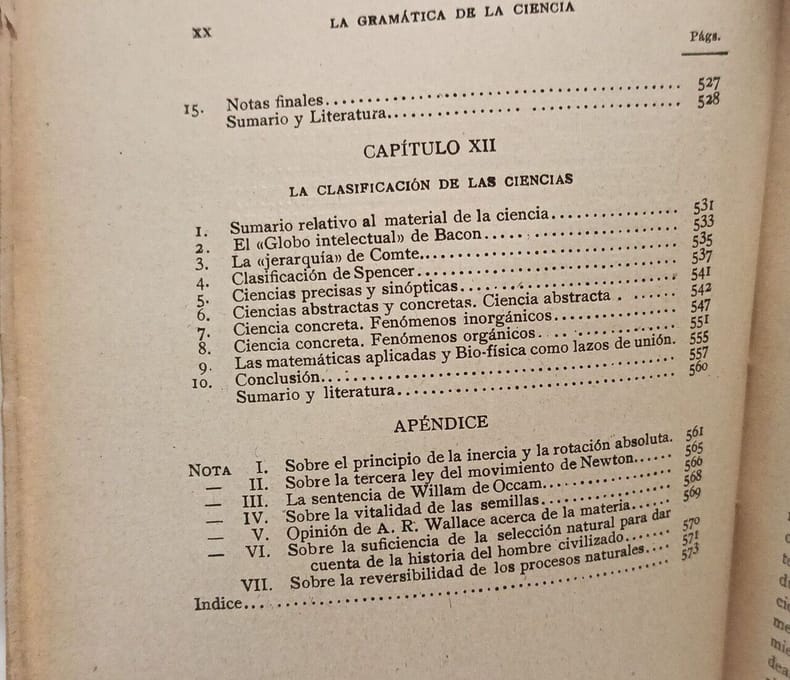 XX LA GRAMÁTICA DE LA CIENCIA
Págs.
15. Notas finales........................................ 527
Sumario y Literatura................................ 528
CAPÍTULO XII
LA CLASIFICACIÓN DE LAS CIENCIAS
1. Sumario relativo al material de la ciencia................ 531
2. El «Globo intelectual» de Bacon........................ 533
3. La «jerarquía» de Comte............................... 535
4. Clasificación de Spencer............................... 537
5. Ciencias precisas y sinópticas.......................... 541
6. Ciencias abstractas y concretas. Ciencia abstracta . ...... 542
7. Ciencia concreta. Fenómenos inorgánicos................ 547
8. Ciencia concreta. Fenómenos orgánicos.................. 551
9. Las matemáticas aplicadas y Bio-física como lazos de unión. 555
10. Conclusión............................................ 557
Sumario y literatura................................... 560
APÉNDICE
NOTA I. Sobre el principio de la inercia y la rotación absoluta. 561
— II. Sobre la tercera ley del movimiento de Newton...... 565
— III. La sentencia de Willam de Occam.................. 566
— IV. Sobre la vitalidad de las semillas................... 568
— V. Opinión de A. R. Wallace acerca de la materia...... 569
— VI. Sobre la suficiencia de la selección natural para dar
cuenta de la historia del hombre civilizado....... 570
VII. Sobre la reversibilidad de los procesos naturales.... 571
Indice..................................................... 573